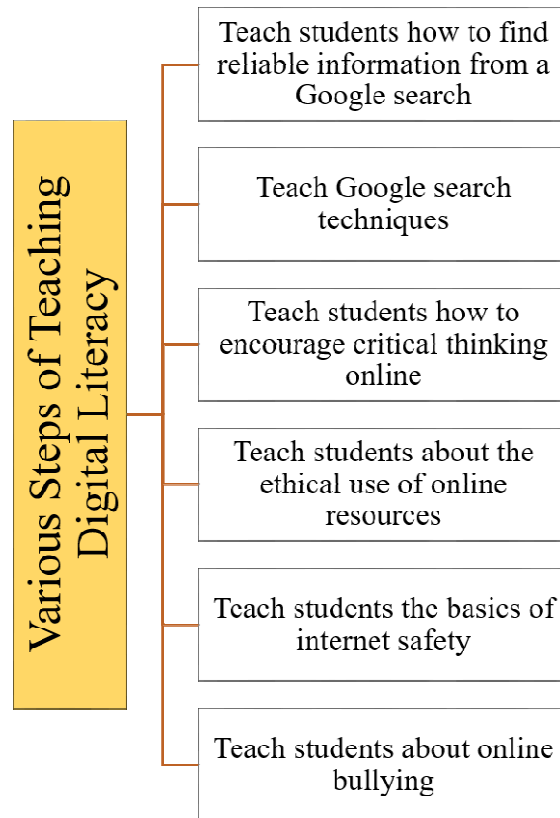 Various Steps of Teaching
Digital Literacy
Teach students how to find
reliable information from a
Google search
Teach Google search
techniques
Teach students how to
encourage critical thinking
online
Teach students about the
ethical use of online
resources
Teach students the basics of
internet safety
Teach students about online
bullying